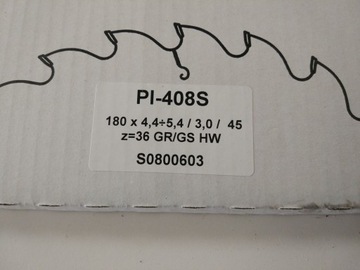 PI-408S
180 x 4,4÷5,4 / 3,0 / 45
z=36 GR/GS HW
S0800603